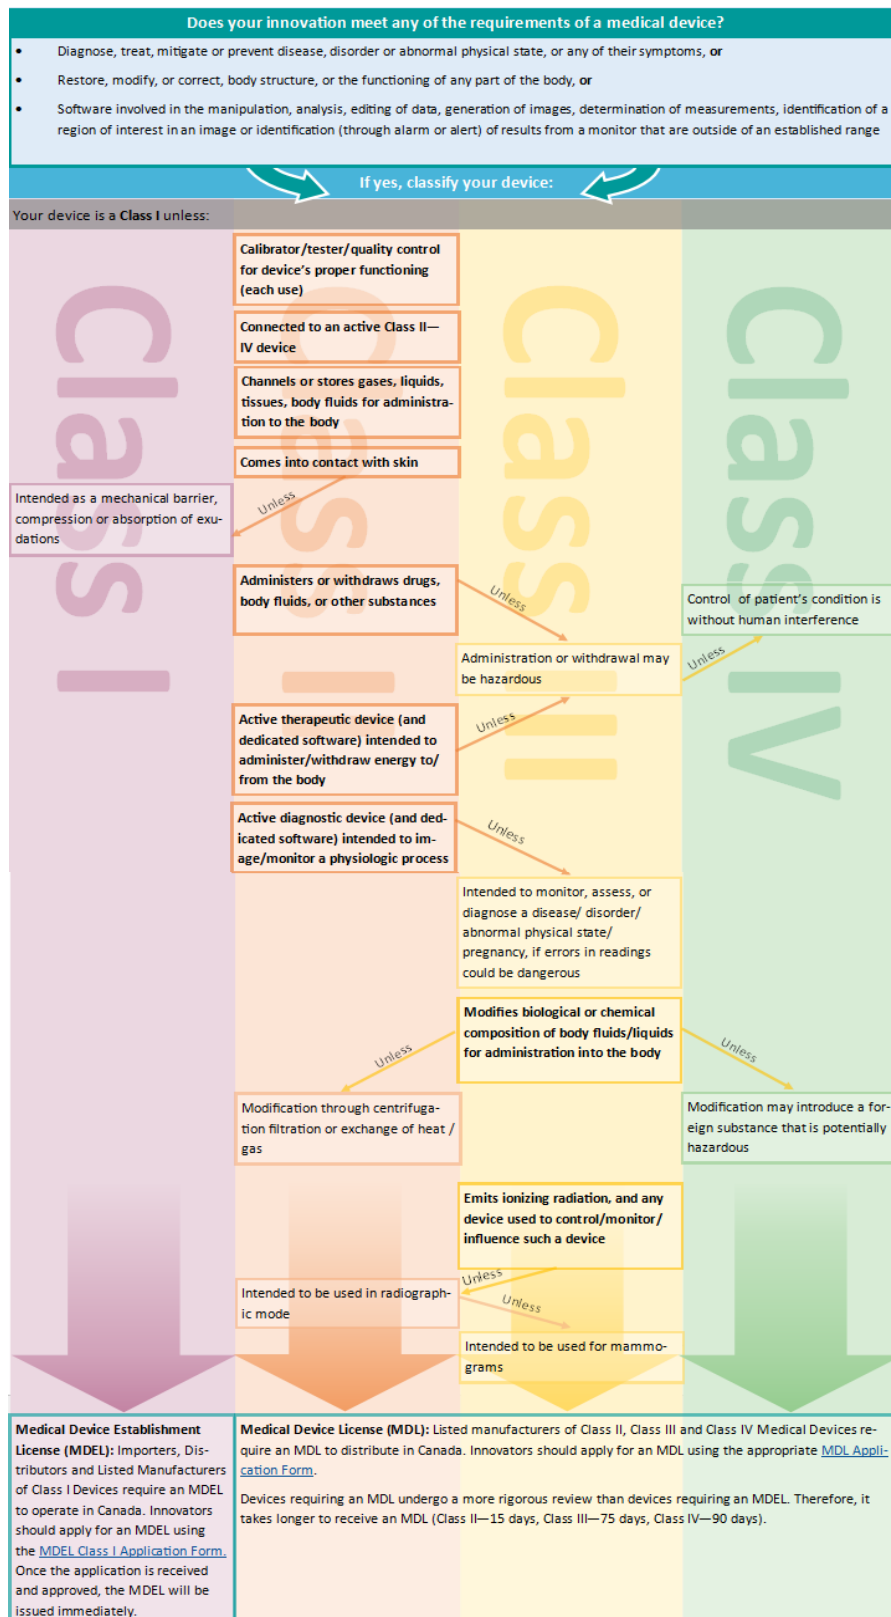 Does your innovation meet any of the requirements of a medical device?
• Diagnose, treat, mitigate or prevent disease, disorder or abnormal physical state, or any of their symptoms, or
• Restore, modify, or correct, body structure, or the functioning of any part of the body, or
• Software involved in the manipulation, analysis, editing of data, generation of images, determination of measurements, identification of a
region of interest in an image or identification (through alarm or alert) of results from a monitor that are outside of an established range
If yes, classify your device:
Your device is a Class I unless:
Class I
Class II
Class III
Class IV
Calibrator/tester/quality control
for device's proper functioning
(each use)
Connected to an active Class II—
IV device
Channels or stores gases, liquids,
tissues, body fluids for administra-
tion to the body
Comes into contact with skin
Unless
Intended as a mechanical barrier,
compression or absorption of exu-
dations
Administers or withdraws drugs,
body fluids, or other substances
Unless
Control of patient's condition is
without human interference
Administration or withdrawal may
be hazardous
Unless
Active therapeutic device (and
dedicated software) intended to
administer/withdraw energy to/
from the body
Unless
Active diagnostic device (and ded-
icated software) intended to im-
age/monitor a physiologic process
Unless
Intended to monitor, assess, or
diagnose a disease/ disorder/
abnormal physical state/
pregnancy, if errors in readings
could be dangerous
Modifies biological or chemical
composition of body fluids/liquids
for administration into the body
Unless
Unless
Modification through centrifuga-
tion filtration or exchange of heat /
gas
Modification may introduce a for-
eign substance that is potentially
hazardous
Emits ionizing radiation, and any
device used to control/monitor/
influence such a device
Unless
Intended to be used in radiograph-
ic mode
Unless
Intended to be used for mammo-
grams
Medical Device Establishment
License (MDEL): Importers, Dis-
tributors and Listed Manufacturers
of Class I Devices require an MDEL
to operate in Canada. Innovators
should apply for an MDEL using
the MDEL Class I Application Form.
Once the application is received
and approved, the MDEL will be
issued immediately.
Medical Device License (MDL): Listed manufacturers of Class II, Class III and Class IV Medical Devices re-
quire an MDL to distribute in Canada. Innovators should apply for an MDL using the appropriate MDL Appli-
cation Form.
Devices requiring an MDL undergo a more rigorous review than devices requiring an MDEL. Therefore, it
takes longer to receive an MDL (Class II—15 days, Class III—75 days, Class IV—90 days).